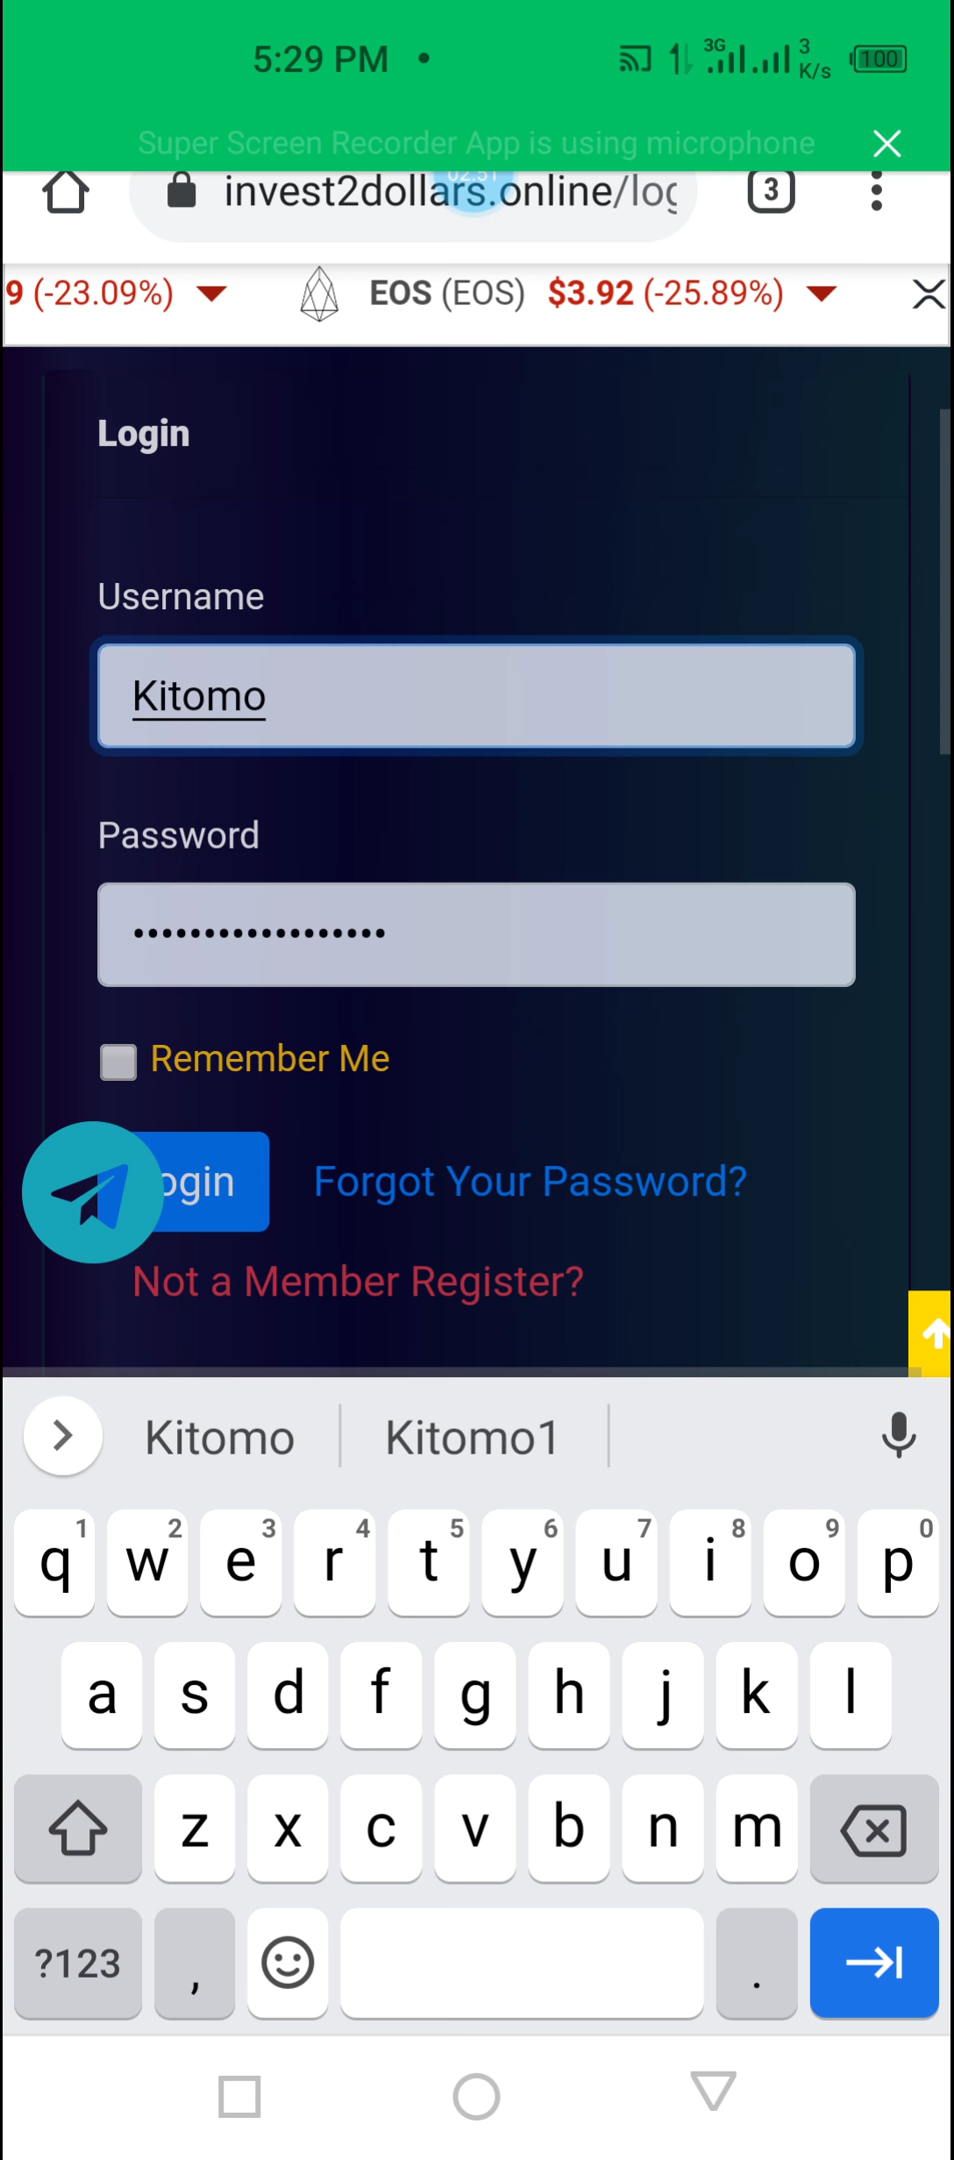 5:29 PM
3G
3
K/s
100
Super Screen Recorder App is using microphone
02:51
invest2dollars.online/log
3
9 (-23.09%)
EOS (EOS) $3.92 (-25.89%)
Login
Username
Kitomo
Password
••••••••••••••••••
Remember Me
ogin
Forgot Your Password?
Not a Member Register?
Kitomo
Kitomo1
1 2 3 4 5 6 7 8 9 0
q w e r t y u i o p
a s d f g h j k l
z x c v b n m
?123 , .